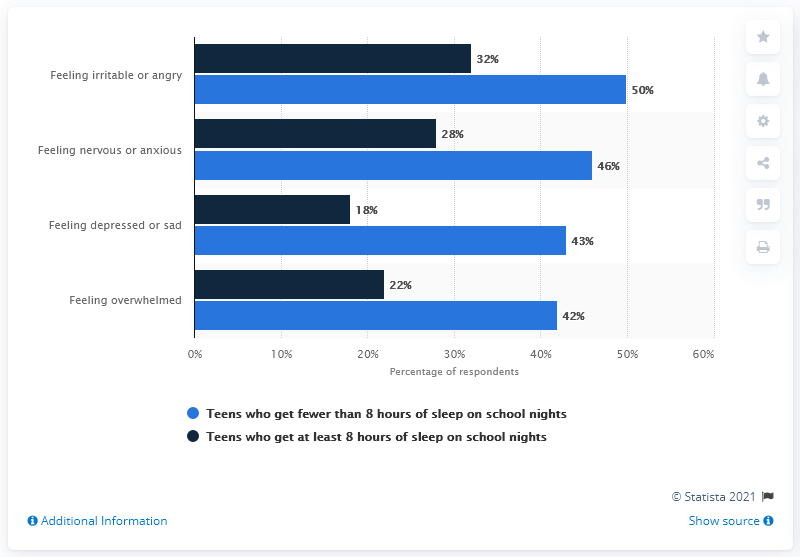 Feeling irritable or angry
32%
50%
Feeling nervous or anxious
28%
46%
Feeling depressed or sad
18%
43%
Feeling overwhelmed
22%
42%
0% 10% 20% 30% 40% 50% 60%
Percentage of respondents
Teens who get fewer than 8 hours of sleep on school nights
Teens who get at least 8 hours of sleep on school nights
© Statista 2021
Additional Information
Show source